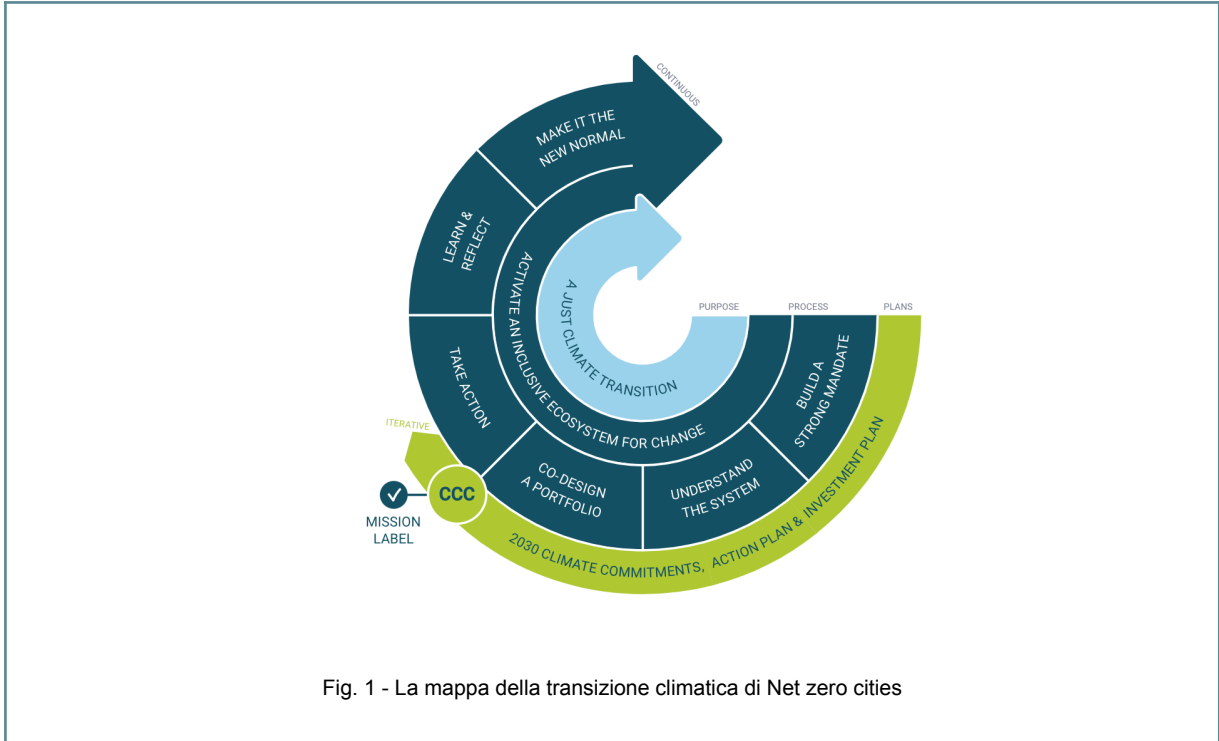 CONTINUOUS
MAKE IT THE
NEW NORMAL
LEARN &
REFLECT
ACTIVATE AN INCLUSIVE ECOSYSTEM FOR CHANGE
A JUST CLIMATE TRANSITION
PURPOSE
PROCESS
PLANS
BUILD A
STRONG MANDATE
TAKE ACTION
UNDERSTAND
THE SYSTEM
CO-DESIGN
A PORTFOLIO
ITERATIVE
CCC
MISSION
LABEL
2030 CLIMATE COMMITMENTS, ACTION PLAN & INVESTMENT PLAN
Fig. 1 - La mappa della transizione climatica di Net zero cities